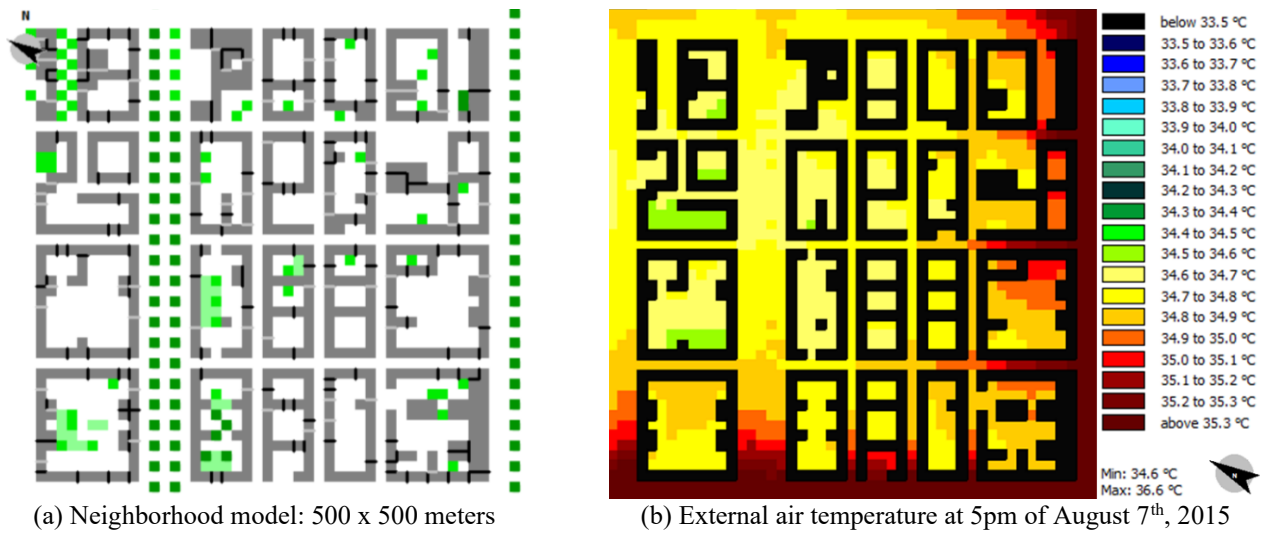 N
below 33.5 °C
33.5 to 33.6 °C
33.6 to 33.7 °C
33.7 to 33.8 °C
33.8 to 33.9 °C
33.9 to 34.0 °C
34.0 to 34.1 °C
34.1 to 34.2 °C
34.2 to 34.3 °C
34.3 to 34.4 °C
34.4 to 34.5 °C
34.5 to 34.6 °C
34.6 to 34.7 °C
34.7 to 34.8 °C
34.8 to 34.9 °C
34.9 to 35.0 °C
35.0 to 35.1 °C
35.1 to 35.2 °C
35.2 to 35.3 °C
above 35.3 °C
Min: 34.6 °C
Max: 36.6 °C
N
(a) Neighborhood model: 500 x 500 meters
(b) External air temperature at 5pm of August 7th, 2015